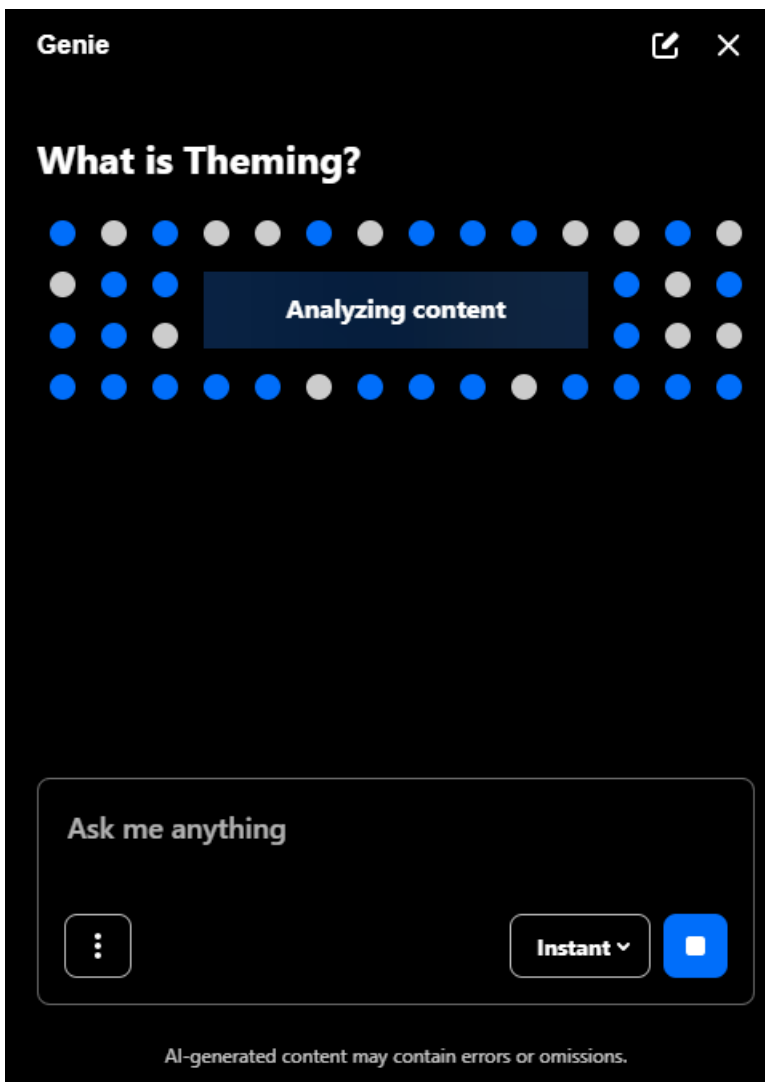 Genie
What is Theming?
Analyzing content
Ask me anything
Instant
AI-generated content may contain errors or omissions.